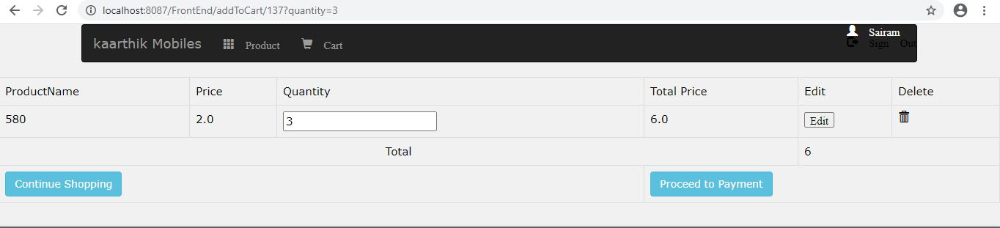 localhost:8087/FrontEnd/addToCart/137?quantity=3
kaarthik Mobiles Product Cart Sairam
Sign Out
ProductName Price Quantity Total Price Edit Delete
580 2.0 3 6.0 Edit
Total 6
Continue Shopping Proceed to Payment